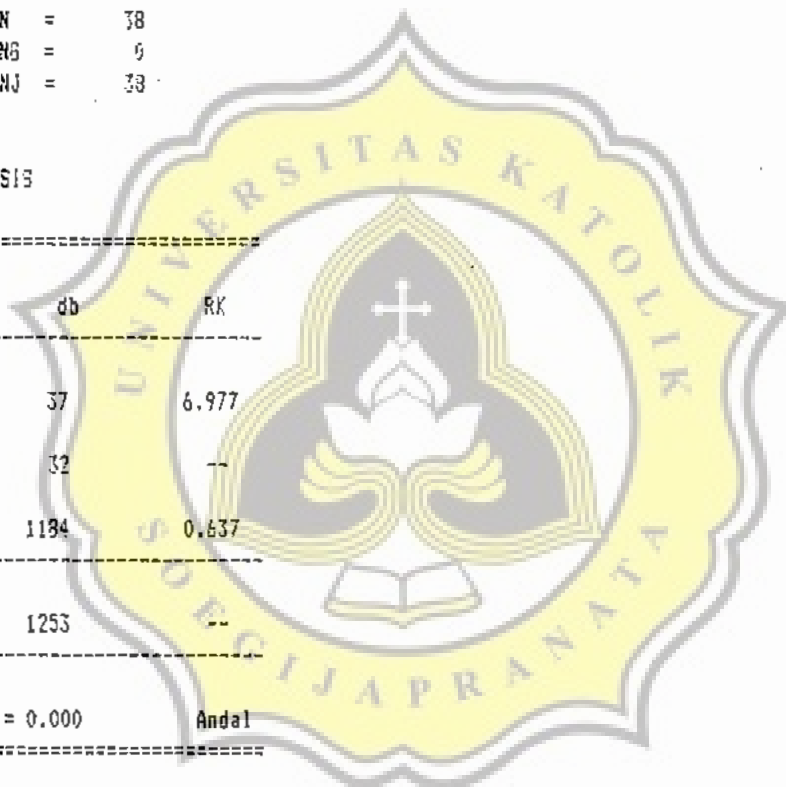 N = 38
NG = 0
NJ = 38
SIS
db RK
37 6.977
32 --
1184 0.637
1253 --
= 0.000 Andal
UNIVERSITAS KATOLIK
SOEGIJAPRANATA